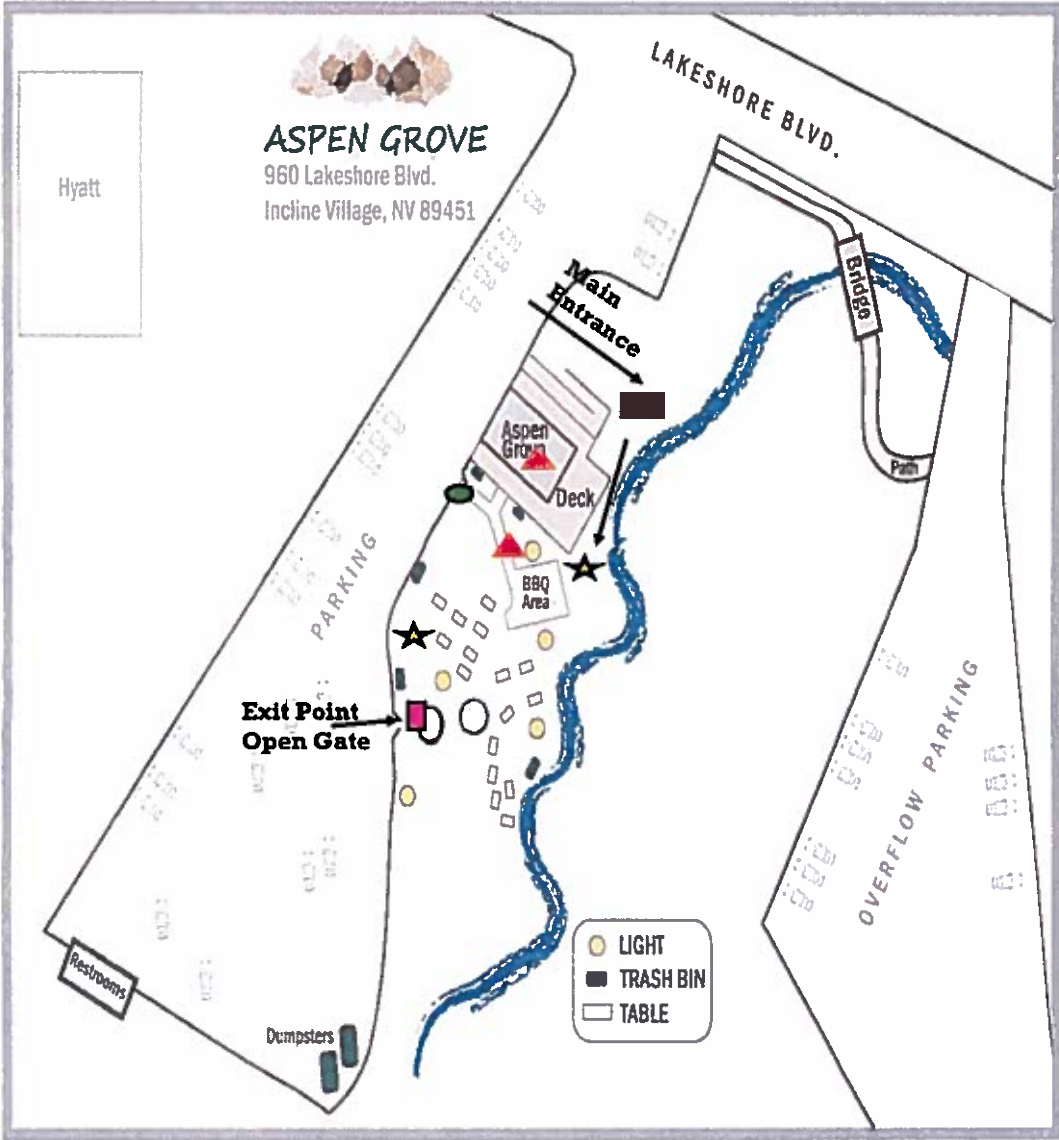 LAKESHORE BLVD.
ASPEN GROVE
960 Lakeshore Blvd.
Incline Village, NV 89451
Hyatt
Main
Entrance
Bridge
Aspen
Grove
Deck
Path
PARKING
BBQ
Area
Exit Point
Open Gate
OVERFLOW PARKING
Restrooms
Dumpsters
LIGHT
TRASH BIN
TABLE